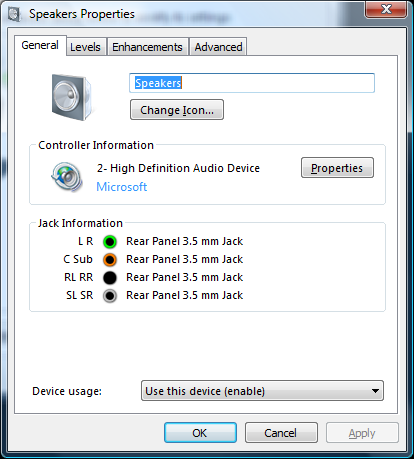 Speakers Properties
General Levels Enhancements Advanced
Speakers
Change Icon...
Controller Information
2- High Definition Audio Device
Properties
Microsoft
Jack Information
L R Rear Panel 3.5 mm Jack
C Sub Rear Panel 3.5 mm Jack
RL RR Rear Panel 3.5 mm Jack
SL SR Rear Panel 3.5 mm Jack
Device usage: Use this device (enable)
OK Cancel Apply